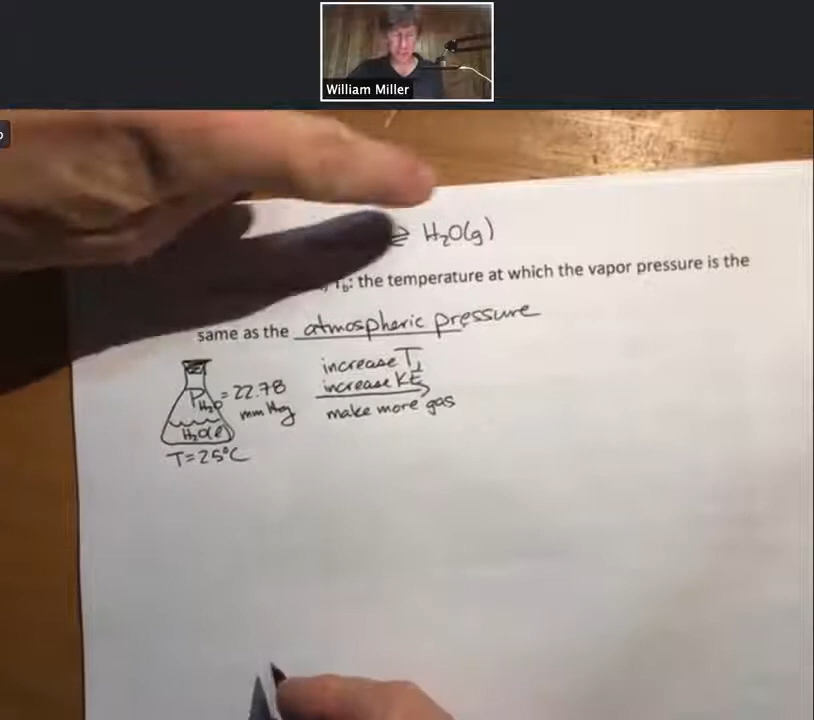 William Miller
⇌ H₂O(g)
T_b: the temperature at which the vapor pressure is the
same as the atmospheric pressure
P_H₂O = 22.78 mm Hg
H₂O(l)
T=25°C
increase T,
increase KE,
make more gas